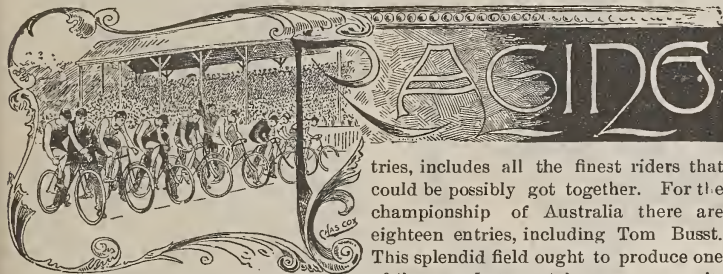 RACING
CHAS COX
tries, includes all the finest riders that
could be possibly got together. For the
championship of Australia there are
eighteen entries, including Tom Busst.
This splendid field ought to produce one